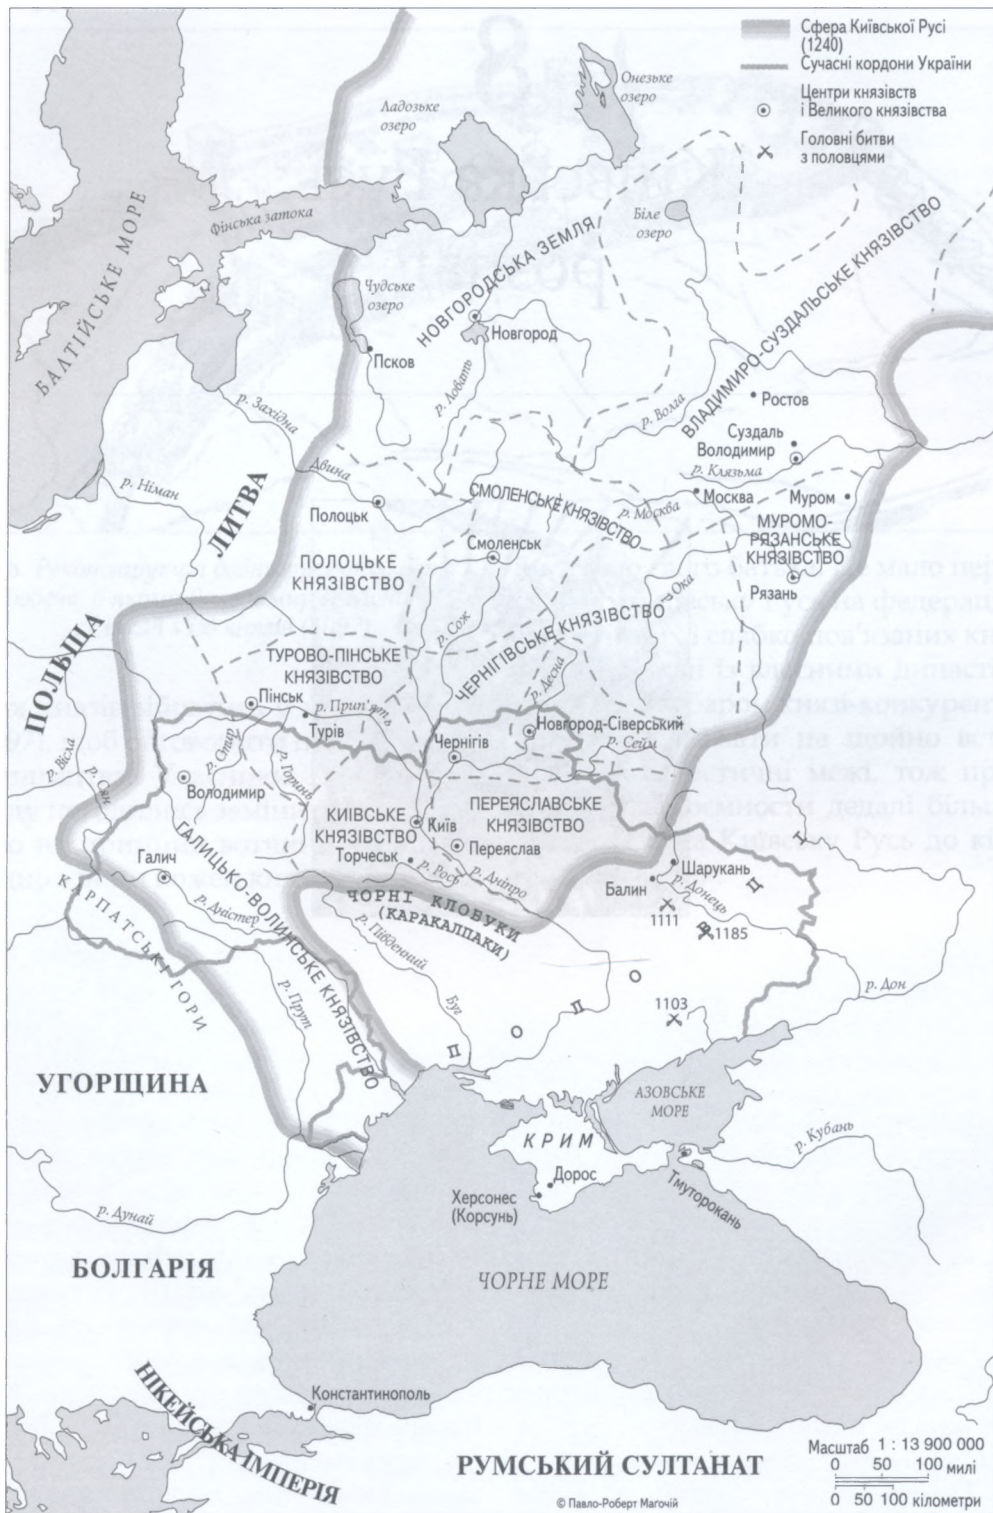 Сфера Київської Русі
(1240)
Сучасні кордони України
Центри князівств
і Великого князівства
Головні битви
з половцями
Онезьке
озеро
Ладозьке
озеро
Фінська затока
Біле
озеро
БАЛТІЙСЬКЕ МОРЕ
Чудське
озеро
НОВГОРОДСЬКА ЗЕМЛЯ
ВЛАДИМИРО-СУЗДАЛЬСЬКЕ КНЯЗІВСТВО
Новгород
Псков
р. Ловать
р. Волга
Ростов
р. Західна
Двина
Суздаль
Володимир
р. Клязьма
р. Німан
ЛИТВА
Полоцьк
СМОЛЕНСЬКЕ КНЯЗІВСТВО
р. Москва
Москва
Муром
МУРОМО-
РЯЗАНСЬКЕ
КНЯЗІВСТВО
Смоленськ
ПОЛОЦЬКЕ
КНЯЗІВСТВО
Рязань
р. Ока
ПОЛЬЩА
р. Сож
ЧЕРНІГІВСЬКЕ КНЯЗІВСТВО
ТУРОВО-ПІНСЬКЕ
КНЯЗІВСТВО
р. Десна
Пінськ
р. Прип'ять
Турів
Новгород-Сіверський
р. Сейм
Чернігів
р. Вісла
р. Сян
р. Горинь
Володимир
КИЇВСЬКЕ
КНЯЗІВСТВО
Київ
ПЕРЕЯСЛАВСЬКЕ
КНЯЗІВСТВО
Переяслав
Торчеськ
р. Рось
р. Дніпро
Галич
ГАЛИЦЬКО-ВОЛИНСЬКЕ КНЯЗІВСТВО
Шарукань
Балин
р. Донець
КАРПАТСЬКІ ГОРИ
р. Дністер
ЧОРНІ КЛОБУКИ
(КАРАКАЛПАКИ)
1111
1185
р. Південний
Буг
р. Прут
р. Дон
1103
П О Л О В Ц І
УГОРЩИНА
АЗОВСЬКЕ
МОРЕ
р. Кубань
КРИМ
Дорос
Херсонес
(Корсунь)
Тмуторокань
р. Дунай
БОЛГАРІЯ
ЧОРНЕ МОРЕ
Константинополь
НІКЕЙСЬКА ІМПЕРІЯ
РУМСЬКИЙ СУЛТАНАТ
Масштаб 1 : 13 900 000
0 50 100 милі
0 50 100 кілометри
© Павло-Роберт Магочій